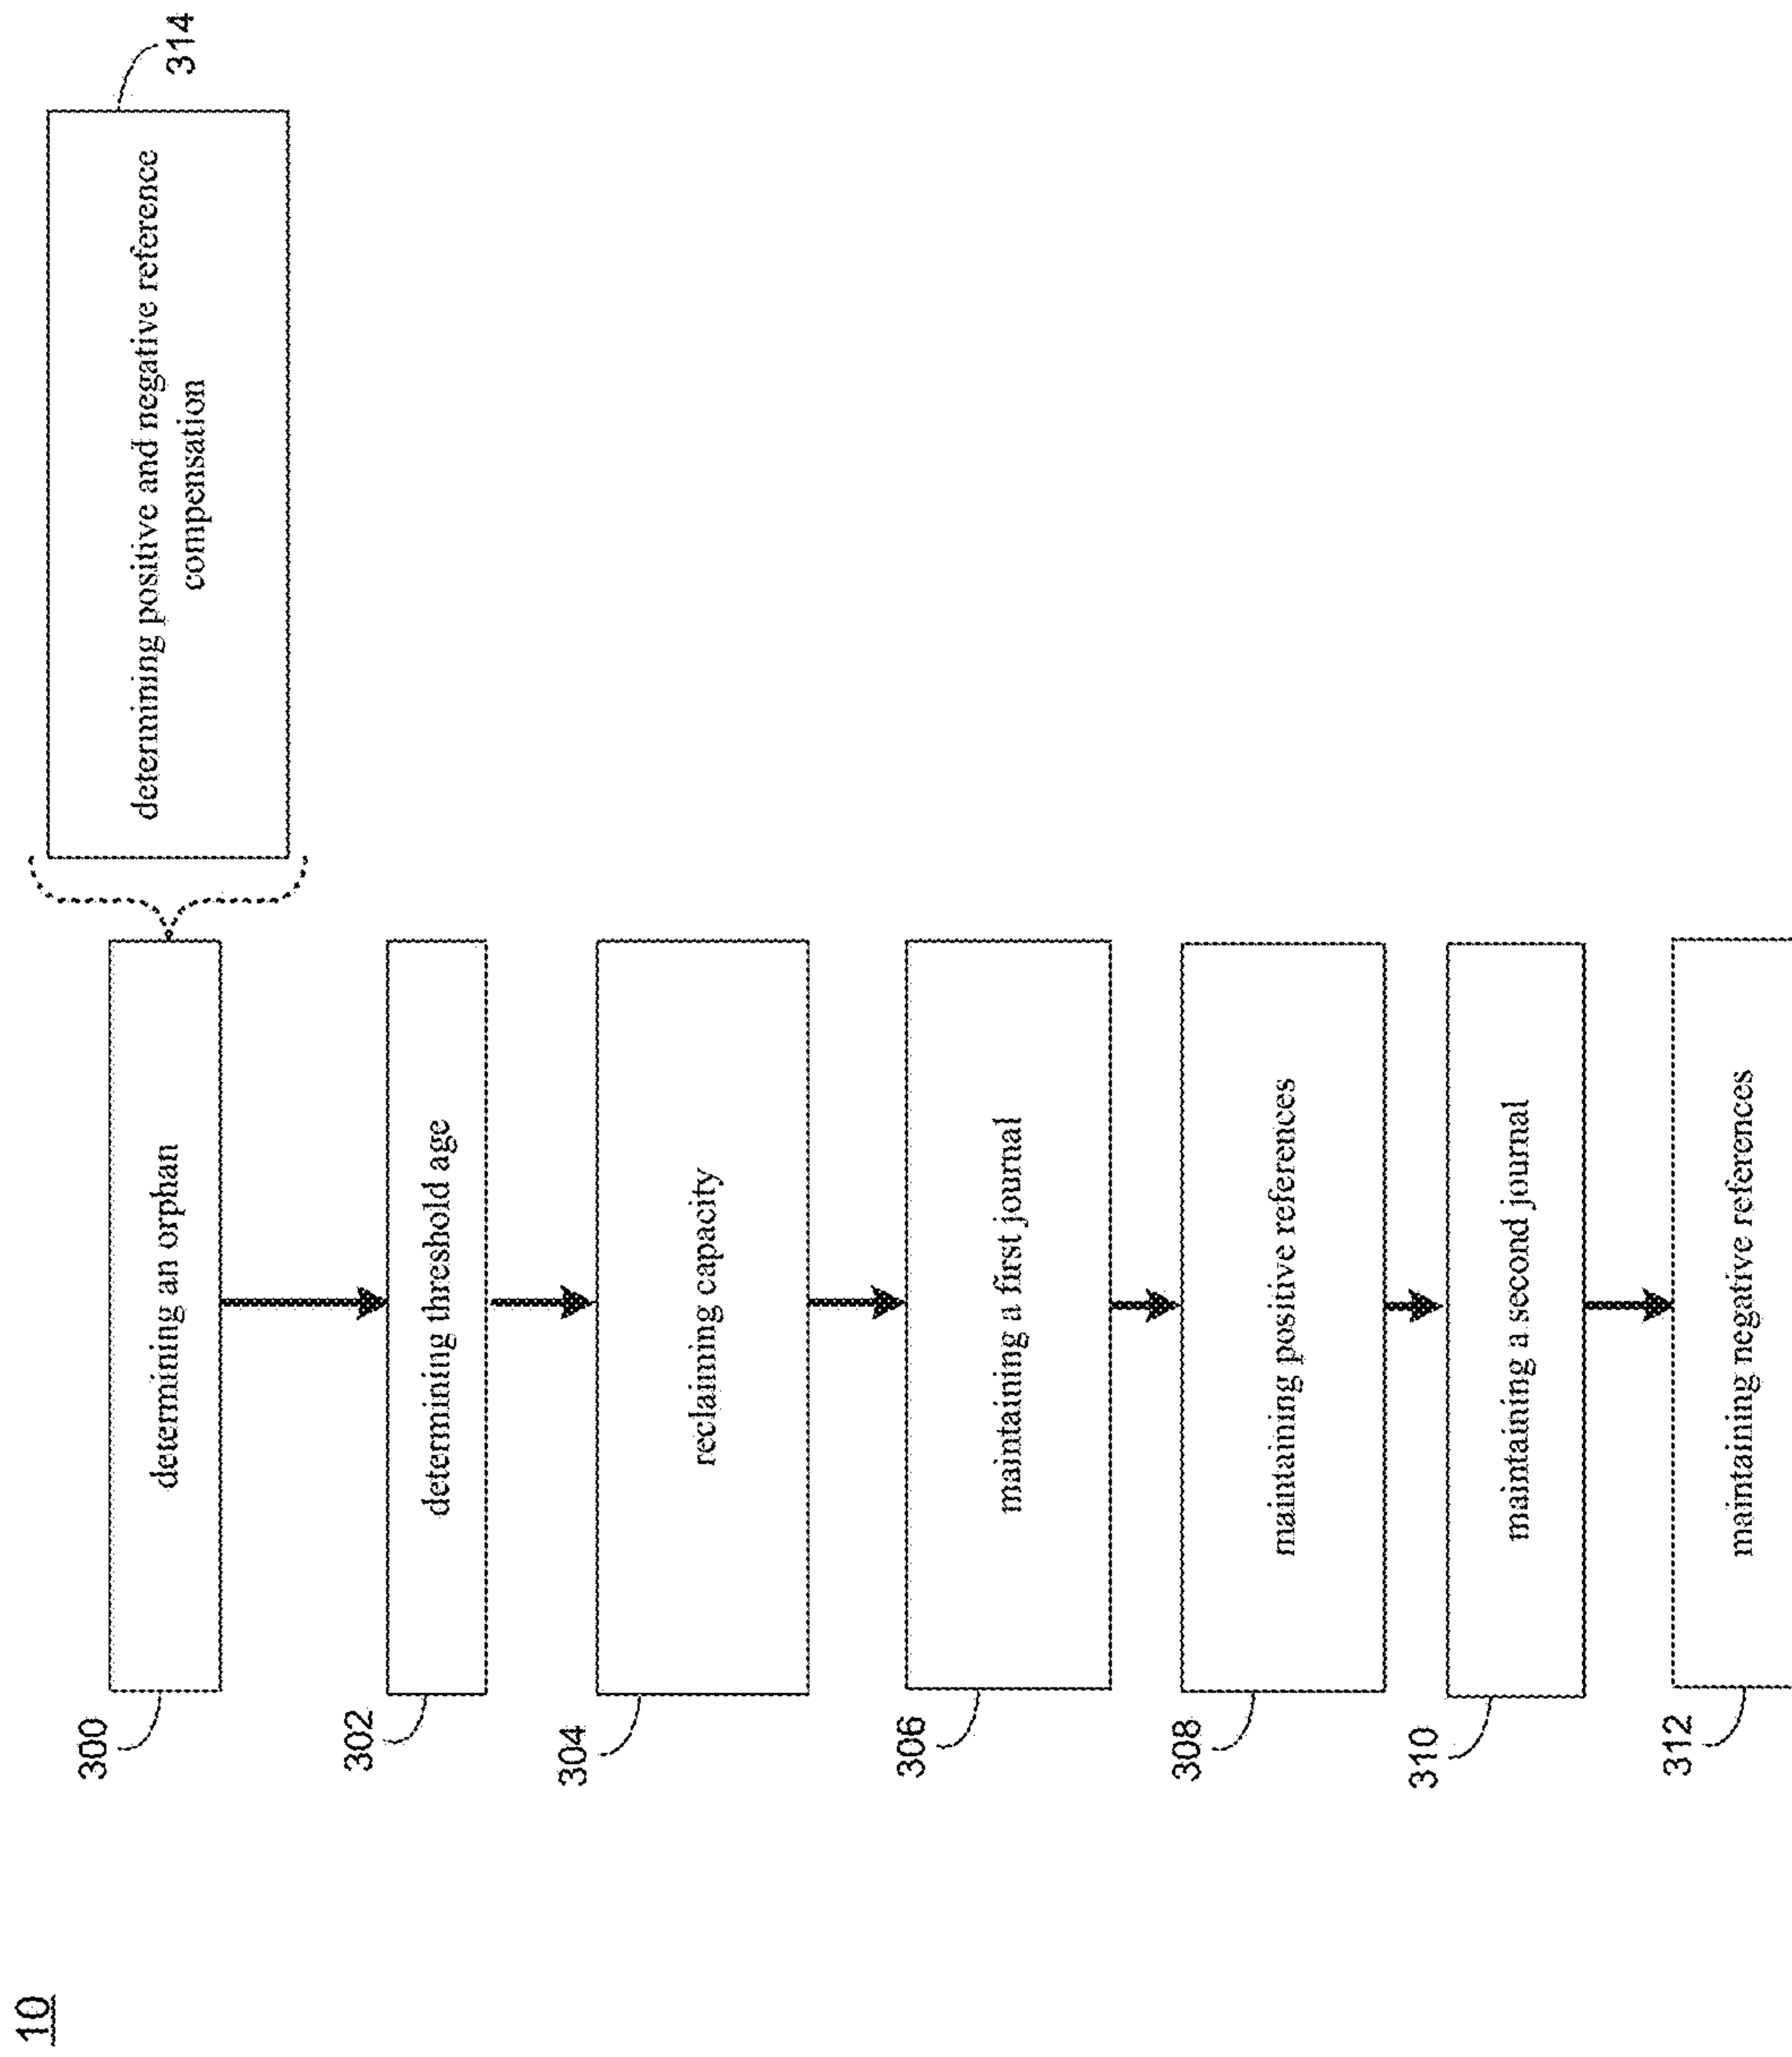 10
300
determining an orphan
determining positive and negative reference
compensation
314
302
determining threshold age
304
reclaiming capacity
306
maintaining a first journal
308
maintaining positive references
310
maintaining a second journal
312
maintaining negative references